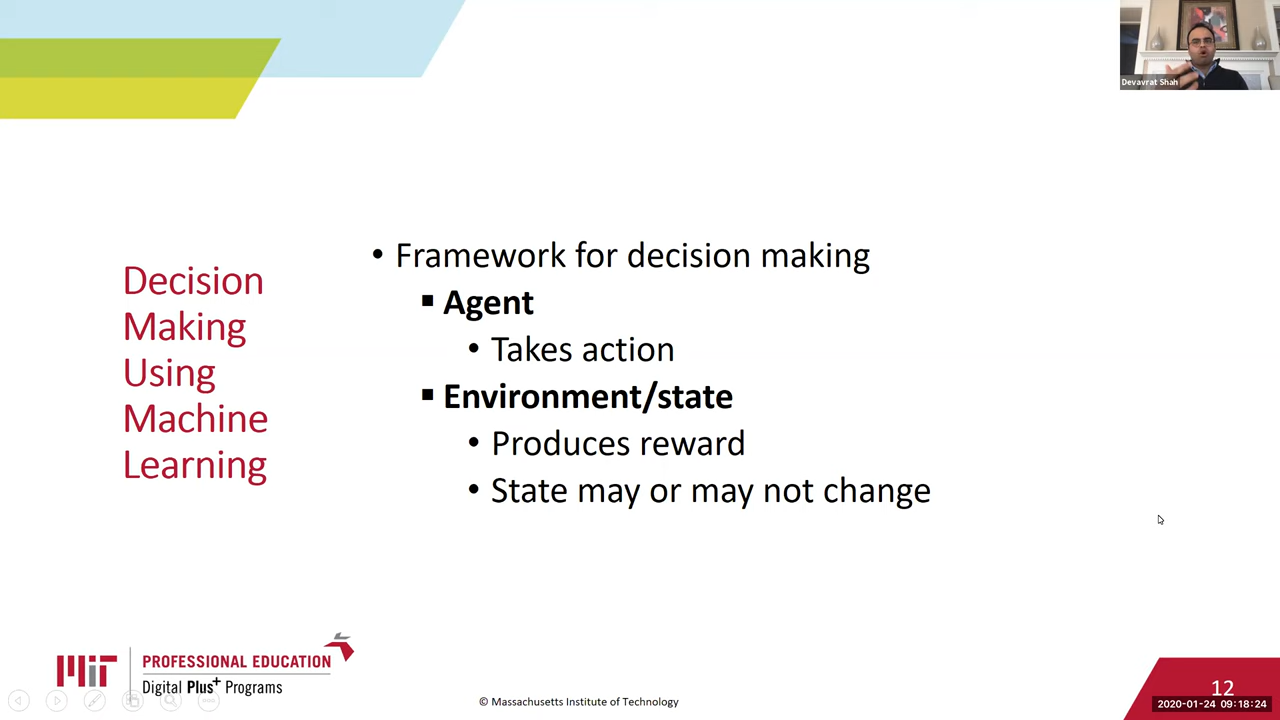 Devavrat Shah
Decision
Making
Using
Machine
Learning
• Framework for decision making
▪ Agent
• Takes action
▪ Environment/state
• Produces reward
• State may or may not change
MIT
PROFESSIONAL EDUCATION
Digital Plus+ Programs
© Massachusetts Institute of Technology
12
2020-01-24 09:18:24